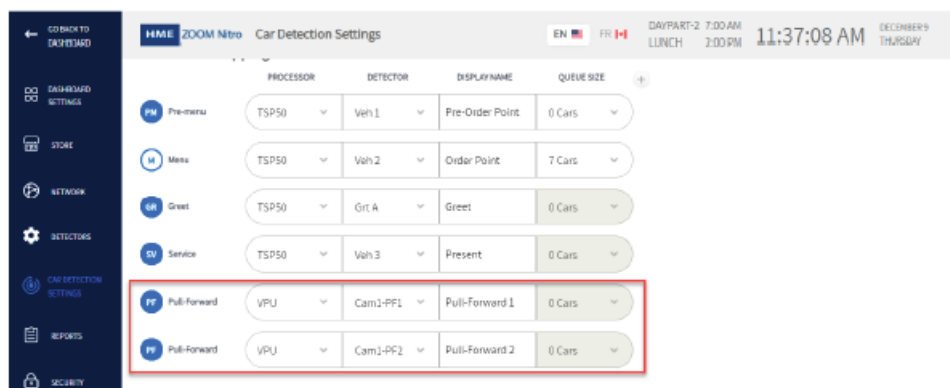 GO BACK TO
DASHBOARD
HME ZOOM Nitro Car Detection Settings
EN FR
DAYPART-2 7:00 AM
LUNCH 2:00 PM
11:37:08 AM
DECEMBER 9
THURSDAY
PROCESSOR DETECTOR DISPLAY NAME QUEUE SIZE +
DASHBOARD
SETTINGS
STORE
NETWORK
DETECTORS
CAR DETECTION
SETTINGS
REPORTS
SECURITY
PM Pre-menu TSP50 Veh 1 Pre-Order Point 0 Cars
M Menu TSP50 Veh 2 Order Point 7 Cars
GR Greet TSP50 Grt A Greet 0 Cars
SV Service TSP50 Veh 3 Present 0 Cars
PF Pull-Forward VPU Cam1-PF1 Pull-Forward 1 0 Cars
PF Pull-Forward VPU Cam1-PF2 Pull-Forward 2 0 Cars